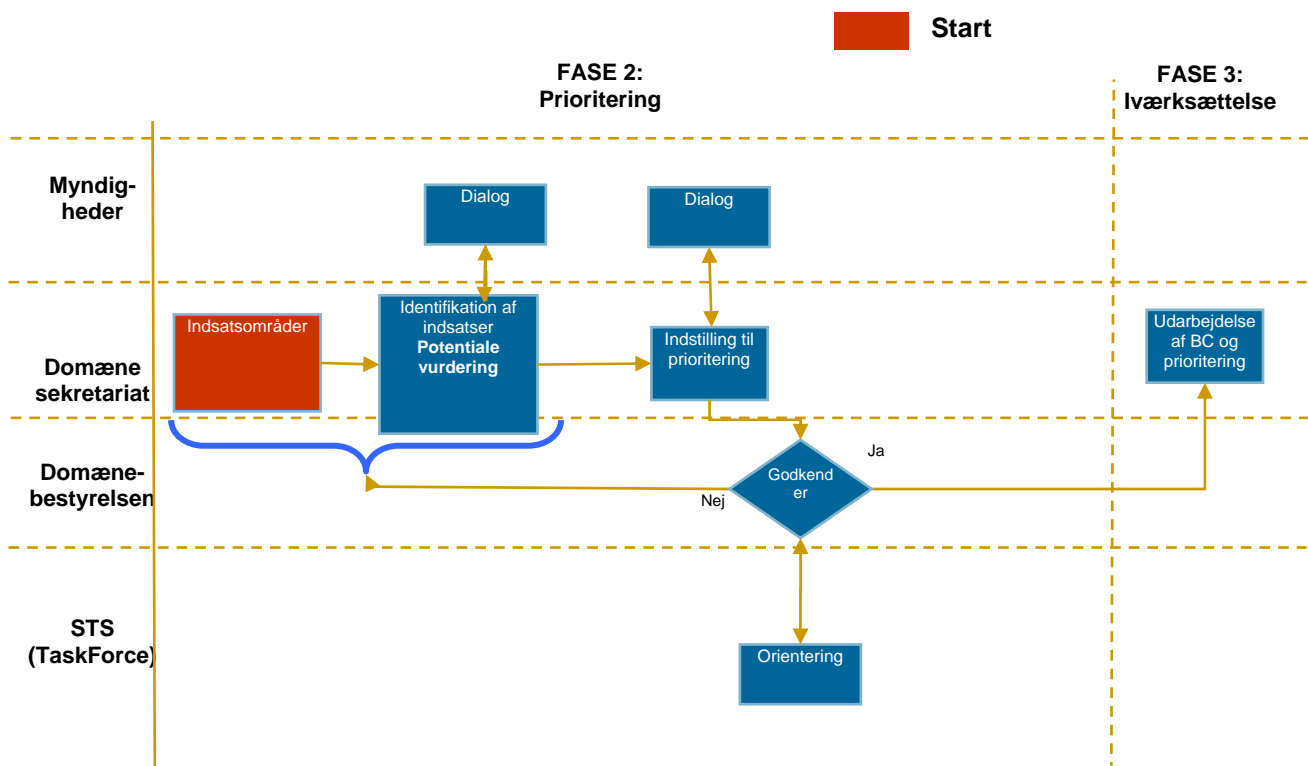 Start
FASE 2:
Prioritering
FASE 3:
Iværksættelse
Myndig-
heder
Dialog
Dialog
Domæne
sekretariat
Indsatsområder
Identifikation af
indsatser
Potentiale
vurdering
Indstilling til
prioritering
Udarbejdelse
af BC og
prioritering
Domæne-
bestyrelsen
Nej
Godkend
er
Ja
STS
(TaskForce)
Orientering